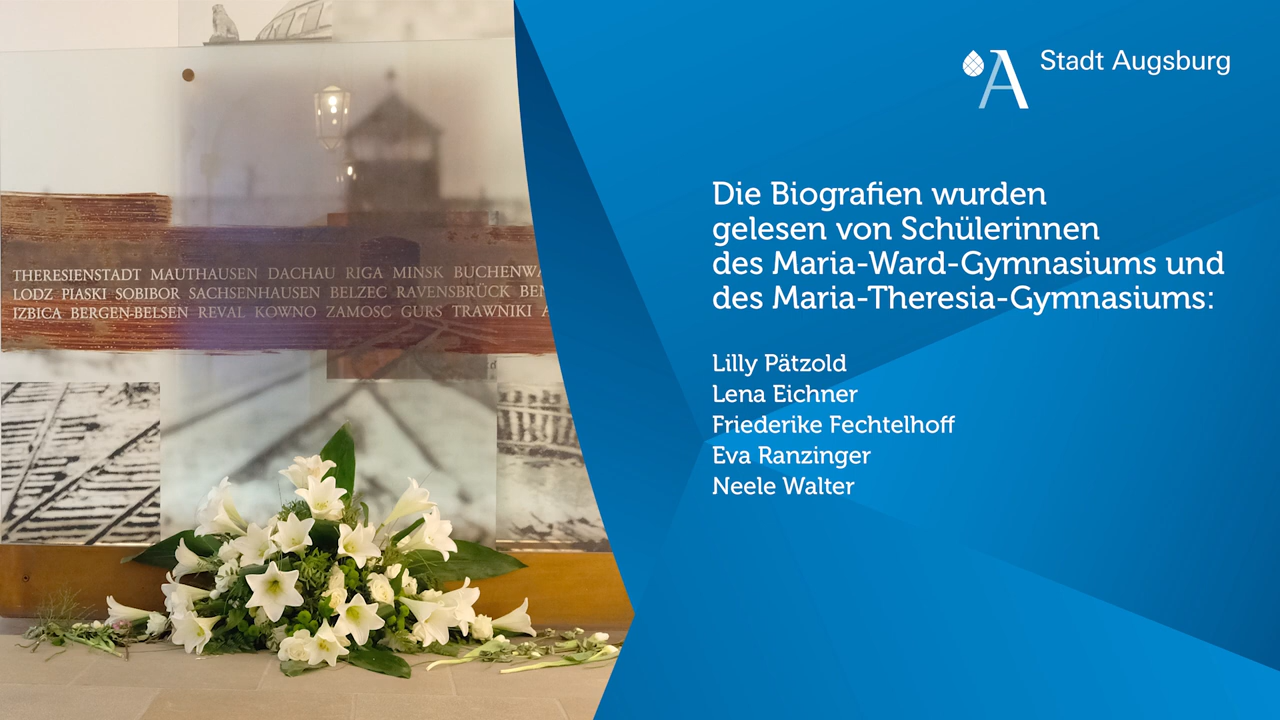 THERESIENSTADT MAUTHAUSEN DACHAU RIGA MINSK
LODZ PIASKI SOBIBOR SACHSENHAUSEN BELZEC RAVENSBRÜCK
IZBICA BERGEN-BELSEN REVAL KOWNO ZAMOSC GURS TRAWNIKI
A Stadt Augsburg
Die Biografien wurden
gelesen von Schülerinnen
des Maria-Ward-Gymnasiums und
des Maria-Theresia-Gymnasiums:
Lilly Pätzold
Lena Eichner
Friederike Fechtelhoff
Eva Ranzinger
Neele Walter